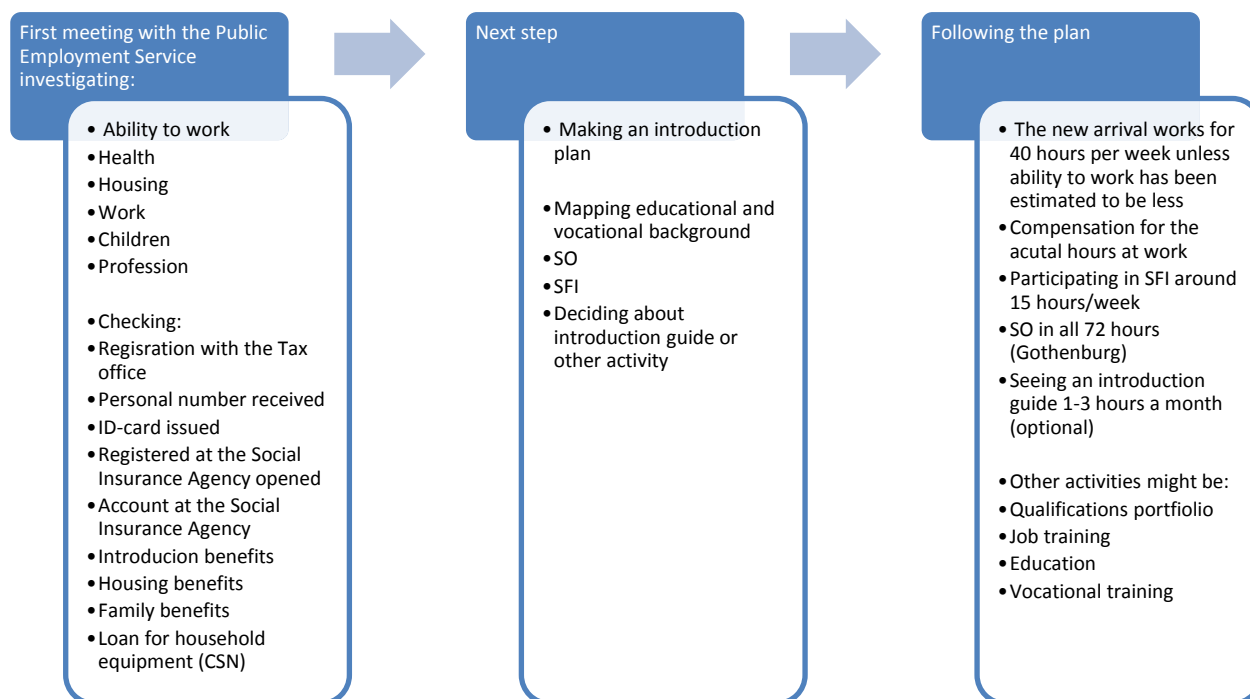 First meeting with the Public
Employment Service
investigating:
• Ability to work
•Health
•Housing
•Work
•Children
•Profession
•Checking:
•Regisration with the Tax
office
•Personal number received
•ID-card issued
•Registered at the Social
Insurance Agency opened
•Account at the Social
Insurance Agency
•Introducion benefits
•Housing benefits
•Family benefits
•Loan for household
equipment (CSN)
Next step
• Making an introduction
plan
•Mapping educational and
vocational background
•SO
•SFI
•Deciding about
introduction guide or
other activity
Following the plan
• The new arrival works for
40 hours per week unless
ability to work has been
estimated to be less
•Compensation for the
acutal hours at work
•Participating in SFI around
15 hours/week
•SO in all 72 hours
(Gothenburg)
•Seeing an introduction
guide 1-3 hours a month
(optional)
•Other activities might be:
•Qualifications portfiolio
•Job training
•Education
•Vocational training